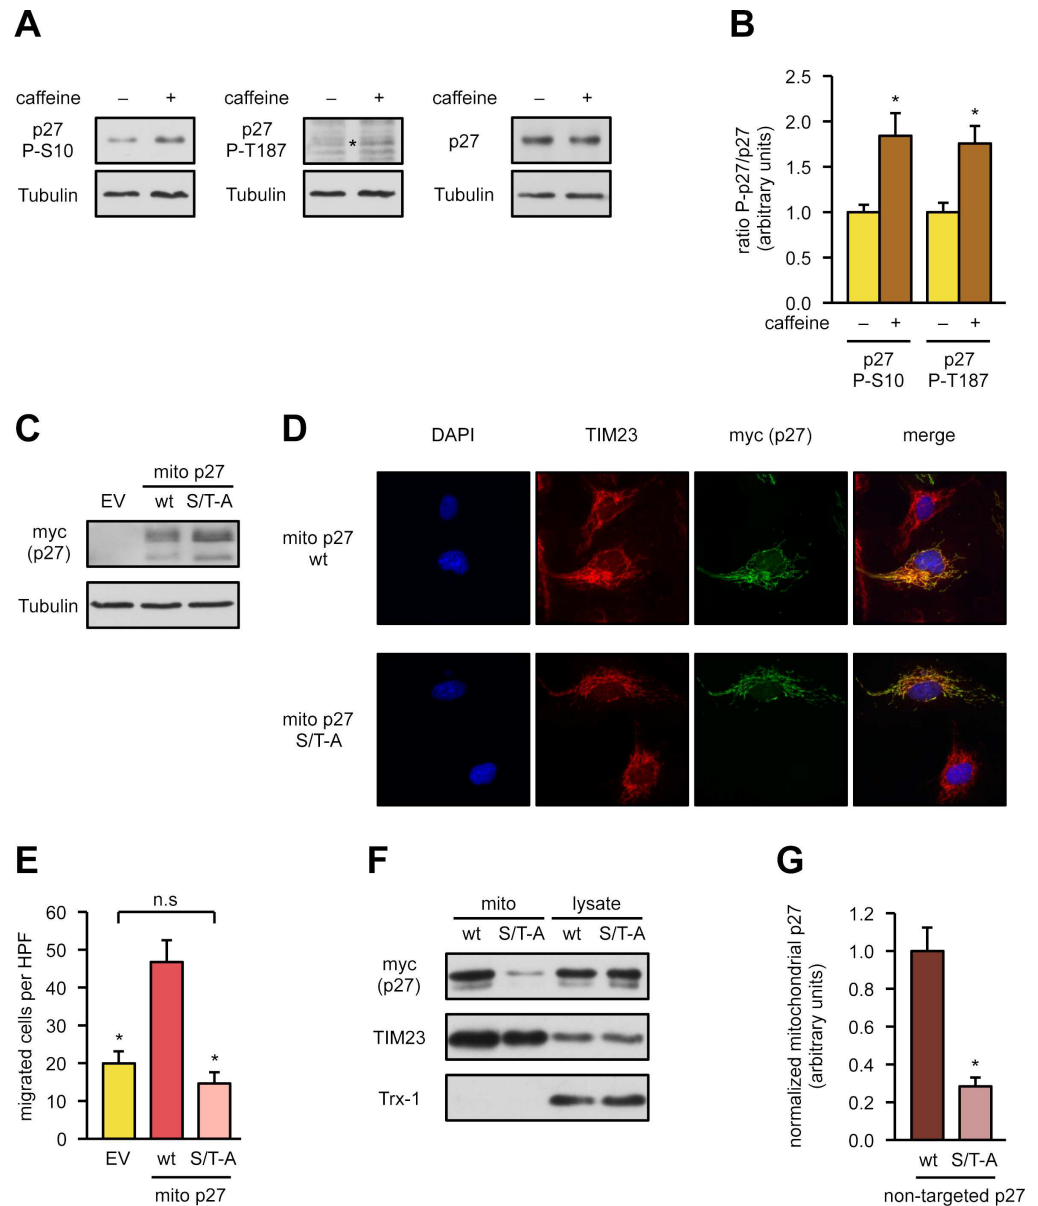 A
caffeine – +
p27
P-S10
Tubulin
caffeine – +
p27
P-T187
*
Tubulin
caffeine – +
p27
Tubulin
B
ratio P-p27/p27
(arbitrary units)
2.5
2.0
1.5
1.0
0.5
0.0
* *
caffeine – + – +
p27
P-S10
p27
P-T187
C
mito p27
EV wt S/T-A
myc
(p27)
Tubulin
D
DAPI TIM23 myc (p27) merge
mito p27
wt
mito p27
S/T-A
E
migrated cells per HPF
60
50
40
30
20
10
0
n.s
* *
EV wt S/T-A
mito p27
F
mito lysate
wt S/T-A wt S/T-A
myc
(p27)
TIM23
Trx-1
G
normalized mitochondrial p27
(arbitrary units)
1.2
1.0
0.8
0.6
0.4
0.2
0.0
*
wt S/T-A
non-targeted p27